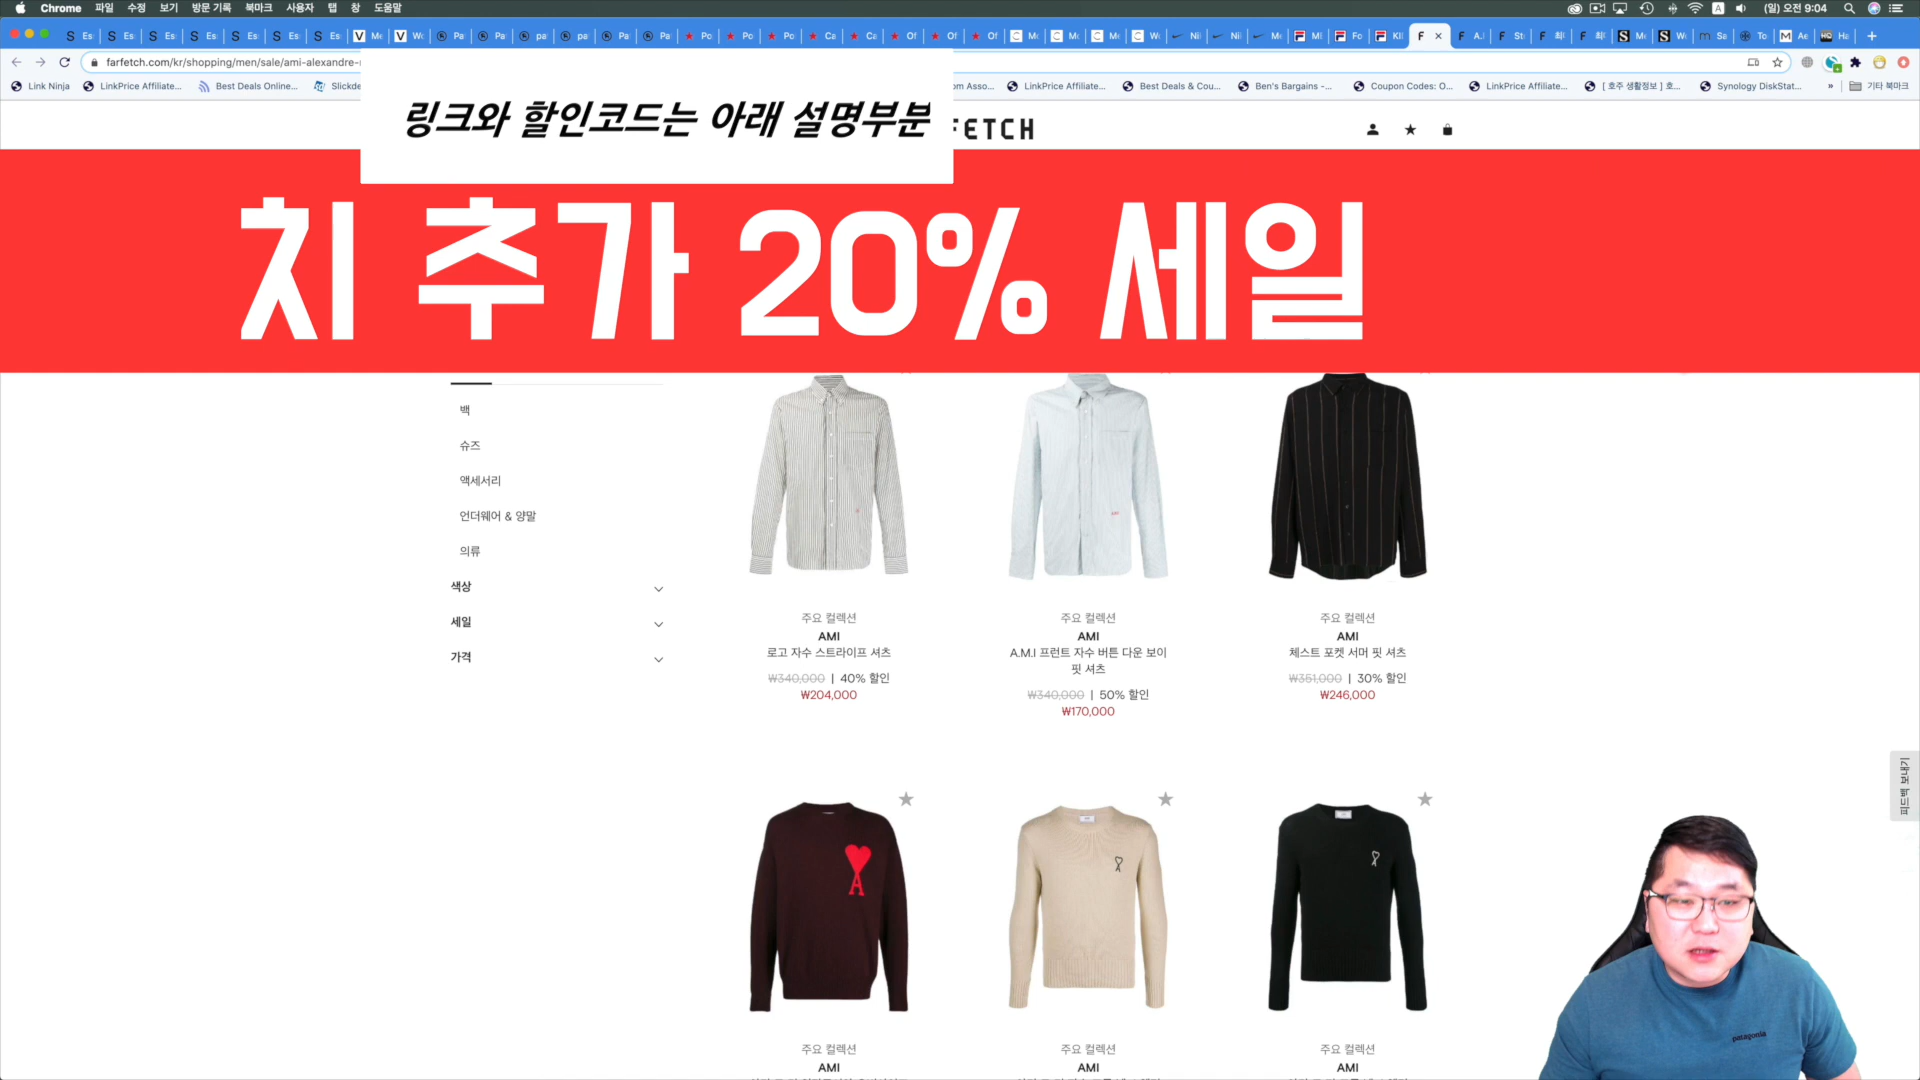 Chrome 파일 수정 보기 방문 기록 북마크 사용자 탭 창 도움말
(일) 오전 9:04
farfetch.com/kr/shopping/men/sale/ami-alexandre-
Link Ninja LinkPrice Affiliate... Best Deals Online... Slickde
om Asso... LinkPrice Affiliate... Best Deals & Cou... Ben's Bargains -... Coupon Codes: O... LinkPrice Affiliate... [ 호주 생활정보 ] 호... Synology DiskStat... » 기타 북마크
링크와 할인코드는 아래 설명부분
FETCH
치 추가 20% 세일
백
슈즈
액세서리
언더웨어 & 양말
의류
색상
세일
가격
주요 컬렉션
AMI
로고 자수 스트라이프 셔츠
₩340,000 | 40% 할인
₩204,000
주요 컬렉션
AMI
A.M.I 프런트 자수 버튼 다운 보이
핏 셔츠
₩340,000 | 50% 할인
₩170,000
주요 컬렉션
AMI
체스트 포켓 서머 핏 셔츠
₩351,000 | 30% 할인
₩246,000
피드백 보내기
주요 컬렉션
AMI
주요 컬렉션
AMI
주요 컬렉션
AMI
patagonia